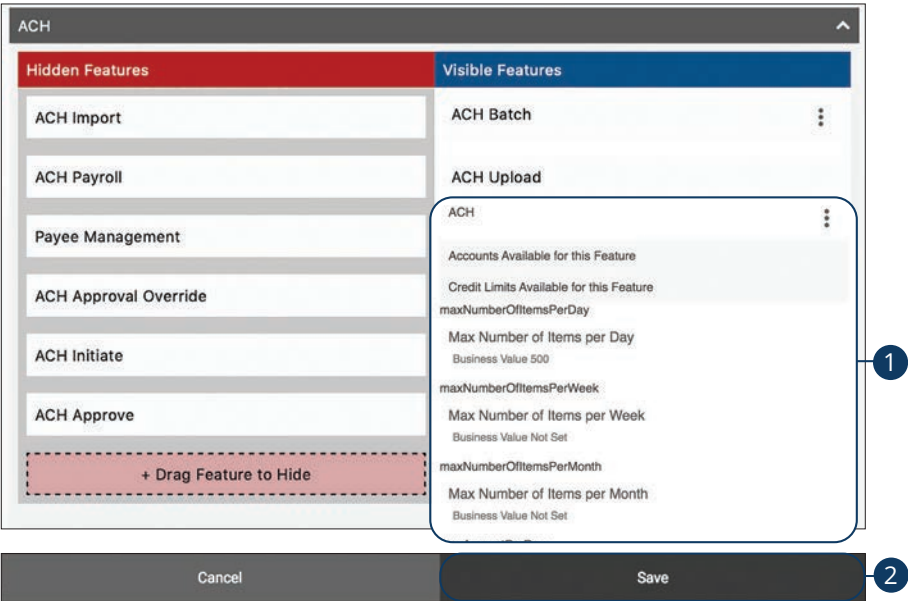 ACH
Hidden Features
ACH Import
ACH Payroll
Payee Management
ACH Approval Override
ACH Initiate
ACH Approve
+ Drag Feature to Hide
Visible Features
ACH Batch
ACH Upload
ACH
Accounts Available for this Feature
Credit Limits Available for this Feature
maxNumberOfItemsPerDay
Max Number of Items per Day
Business Value 500
maxNumberOfItemsPerWeek
Max Number of Items per Week
Business Value Not Set
maxNumberOfItemsPerMonth
Max Number of Items per Month
Business Value Not Set
1
Cancel
Save
2